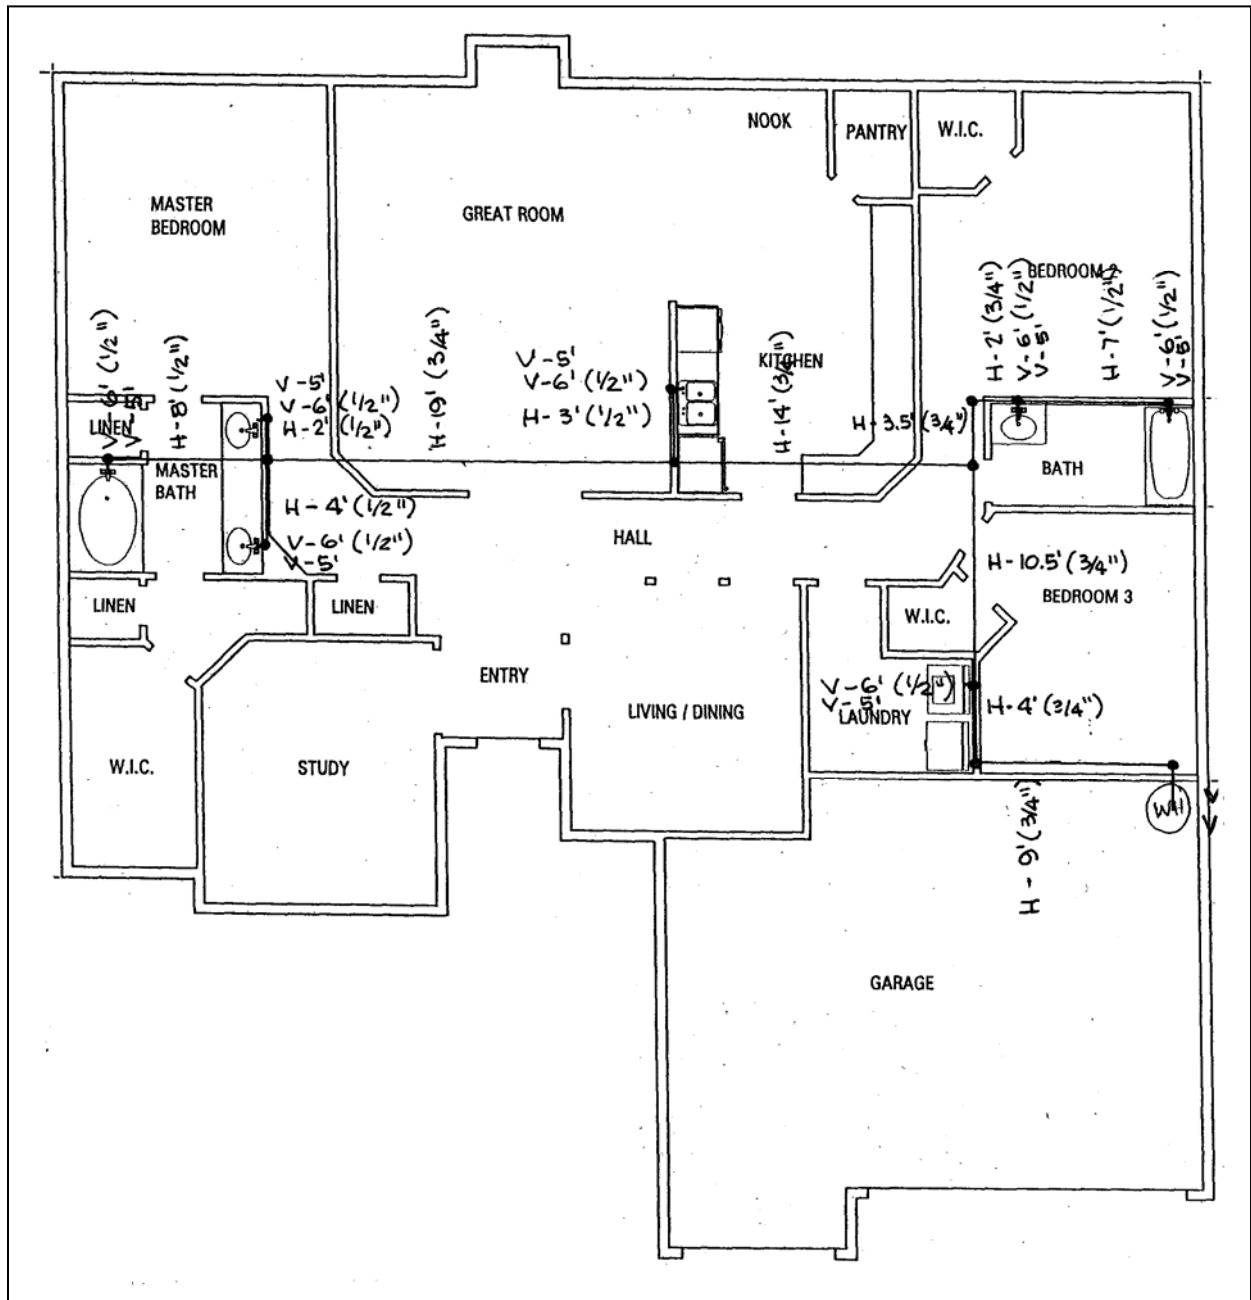 NOOK
PANTRY
W.I.C.
MASTER
BEDROOM
GREAT ROOM
BEDROOM 2
H-2' (3/4")
V-6' (1/2")
V-5'
H-7' (1/2")
V-6' (1/2")
V-5'
V-6' (1/2")
V-5'
H-8' (1/2")
H-19' (3/4")
V-5'
V-6' (1/2")
H-3' (1/2")
KITCHEN
H-14' (3/4")
V-5'
V-6' (1/2")
H-2' (1/2")
H-3.5' (3/4")
LINEN
MASTER
BATH
BATH
H-4' (1/2")
V-6' (1/2")
V-5'
HALL
H-10.5' (3/4")
BEDROOM 3
LINEN
LINEN
W.I.C.
ENTRY
V-6' (1/2")
V-5'
LAUNDRY
H-4' (3/4")
LIVING / DINING
W.I.C.
STUDY
WH
H-9' (3/4")
GARAGE